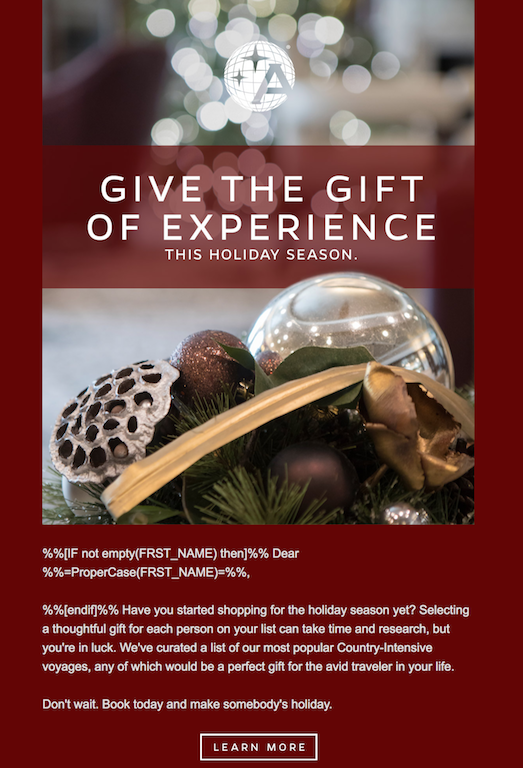 A
GIVE THE GIFT
OF EXPERIENCE
THIS HOLIDAY SEASON.
%%[IF not empty(FRST_NAME) then]%% Dear
%%=ProperCase(FRST_NAME)=%%,
%%[endif]%% Have you started shopping for the holiday season yet? Selecting
a thoughtful gift for each person on your list can take time and research, but
you're in luck. We've curated a list of our most popular Country-Intensive
voyages, any of which would be a perfect gift for the avid traveler in your life.
Don't wait. Book today and make somebody's holiday.
LEARN MORE